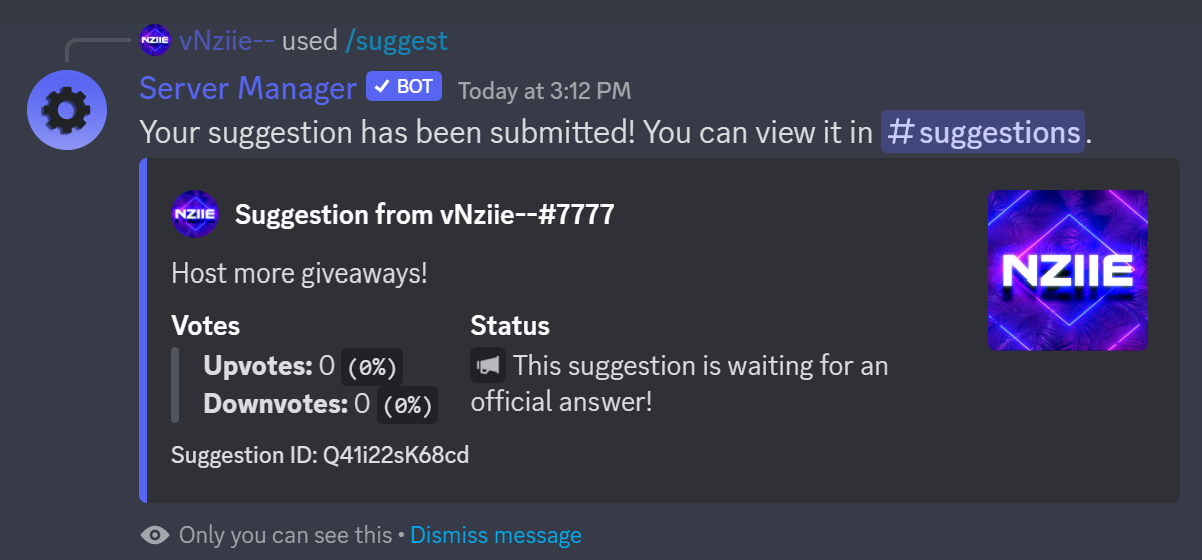 NZIIE vNziie-- used /suggest
Server Manager ✓ BOT Today at 3:12 PM
Your suggestion has been submitted! You can view it in #suggestions.
NZIIE Suggestion from vNziie--#7777
NZIIE
Host more giveaways!
Votes Status
Upvotes: 0 (0%) This suggestion is waiting for an
Downvotes: 0 (0%) official answer!
Suggestion ID: Q41i22sK68cd
Only you can see this • Dismiss message